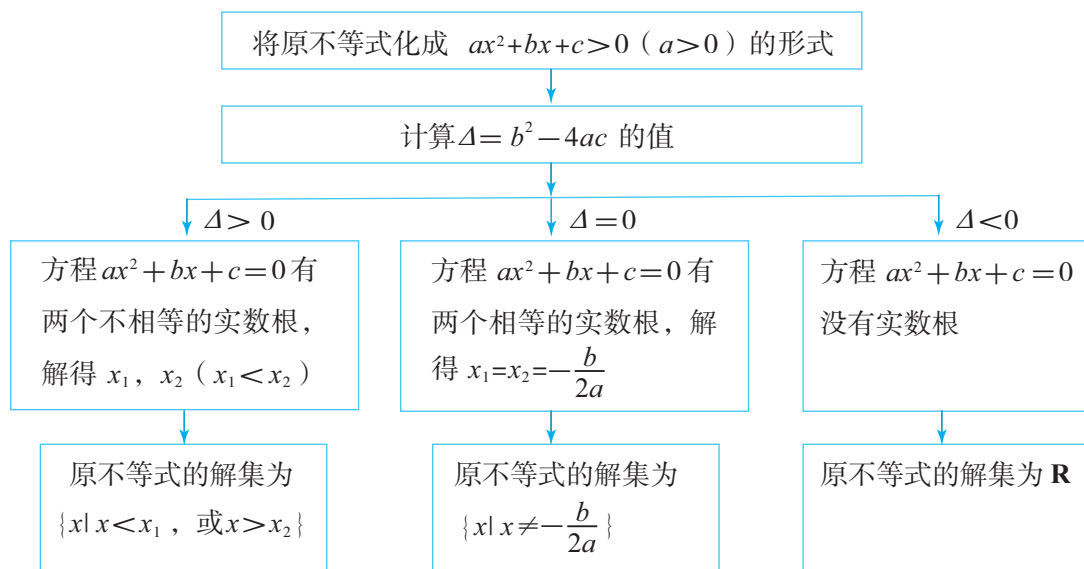 将原不等式化成 ax²+bx+c>0（a>0）的形式
计算Δ=b²-4ac 的值
Δ>0
Δ=0
Δ<0
方程ax²+bx+c=0有
两个不相等的实数根，
解得 x₁，x₂（x₁<x₂）
方程 ax²+bx+c=0有
两个相等的实数根，解
得 x₁=x₂=-b/2a
方程 ax²+bx+c=0
没有实数根
原不等式的解集为
{x|x<x₁，或x>x₂}
原不等式的解集为
{x|x≠-b/2a}
原不等式的解集为 R